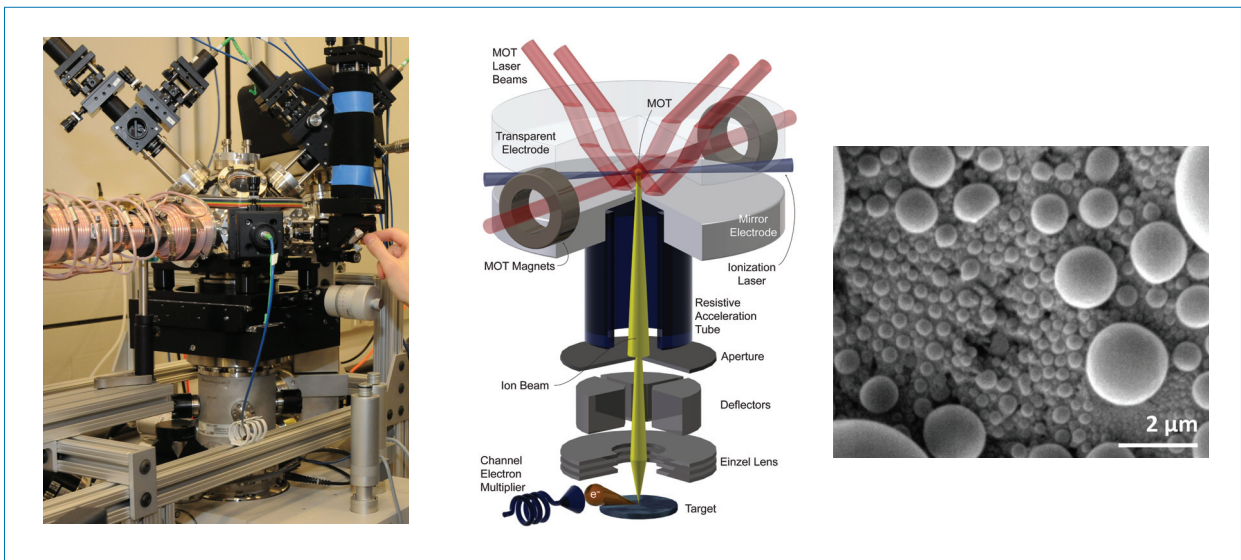 MOT
Laser
Beams
MOT
Transparent
Electrode
Mirror
Electrode
MOT Magnets
Ionization
Laser
Resistive
Acceleration
Tube
Aperture
Ion Beam
Deflectors
Channel
Electron
Multiplier
Einzel Lens
e⁻
Target
2 µm